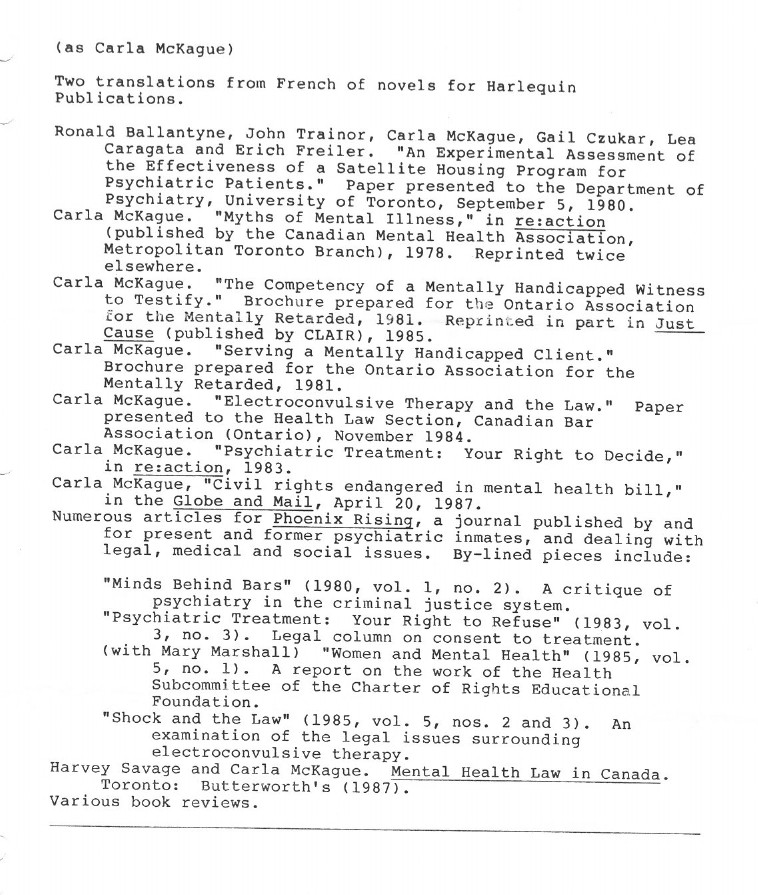 (as Carla McKague)
Two translations from French of novels for Harlequin
Publications.
Ronald Ballantyne, John Trainor, Carla McKague, Gail Czukar, Lea
Caragata and Erich Freiler. "An Experimental Assessment of
the Effectiveness of a Satellite Housing Program for
Psychiatric Patients." Paper presented to the Department of
Psychiatry, University of Toronto, September 5, 1980.
Carla McKague. "Myths of Mental Illness," in re:action
(published by the Canadian Mental Health Association,
Metropolitan Toronto Branch), 1978. Reprinted twice
elsewhere.
Carla McKague. "The Competency of a Mentally Handicapped Witness
to Testify." Brochure prepared for the Ontario Association
for the Mentally Retarded, 1981. Reprinted in part in Just
Cause (published by CLAIR), 1985.
Carla McKague. "Serving a Mentally Handicapped Client."
Brochure prepared for the Ontario Association for the
Mentally Retarded, 1981.
Carla McKague. "Electroconvulsive Therapy and the Law." Paper
presented to the Health Law Section, Canadian Bar
Association (Ontario), November 1984.
Carla McKague. "Psychiatric Treatment: Your Right to Decide,"
in re:action, 1983.
Carla McKague, "Civil rights endangered in mental health bill,"
in the Globe and Mail, April 20, 1987.
Numerous articles for Phoenix Rising, a journal published by and
for present and former psychiatric inmates, and dealing with
legal, medical and social issues. By-lined pieces include:
"Minds Behind Bars" (1980, vol. 1, no. 2). A critique of
psychiatry in the criminal justice system.
"Psychiatric Treatment: Your Right to Refuse" (1983, vol.
3, no. 3). Legal column on consent to treatment.
(with Mary Marshall) "Women and Mental Health" (1985, vol.
5, no. 1). A report on the work of the Health
Subcommittee of the Charter of Rights Educational
Foundation.
"Shock and the Law" (1985, vol. 5, nos. 2 and 3). An
examination of the legal issues surrounding
electroconvulsive therapy.
Harvey Savage and Carla McKague. Mental Health Law in Canada.
Toronto: Butterworth's (1987).
Various book reviews.